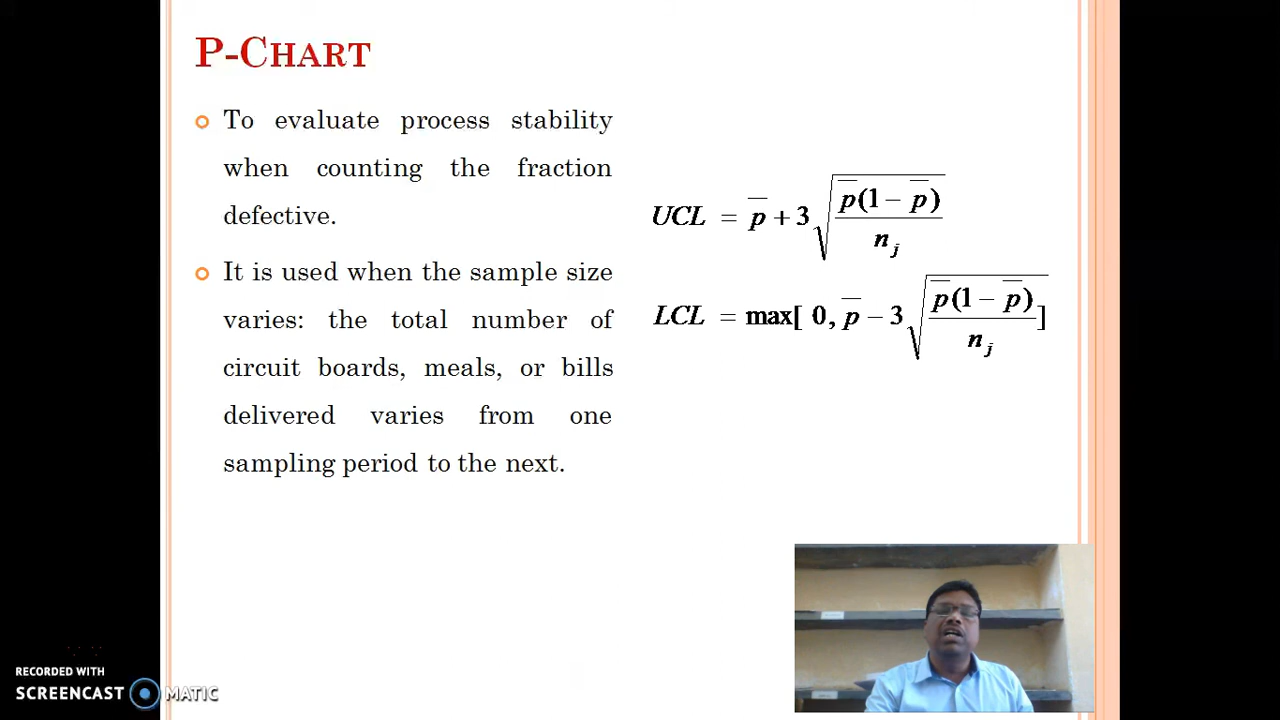 P-CHART
To evaluate process stability
when counting the fraction
defective.
It is used when the sample size
varies: the total number of
circuit boards, meals, or bills
delivered varies from one
sampling period to the next.
UCL = p̅ + 3√(p̅(1 − p̅) / n_j)
LCL = max[ 0, p̅ − 3√(p̅(1 − p̅) / n_j) ]
RECORDED WITH
SCREENCAST MATIC